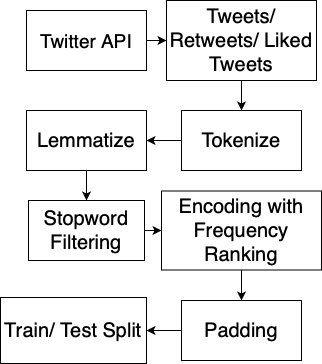 Twitter API
Tweets/
Retweets/ Liked
Tweets
Lemmatize
Tokenize
Stopword
Filtering
Encoding with
Frequency
Ranking
Train/ Test Split
Padding